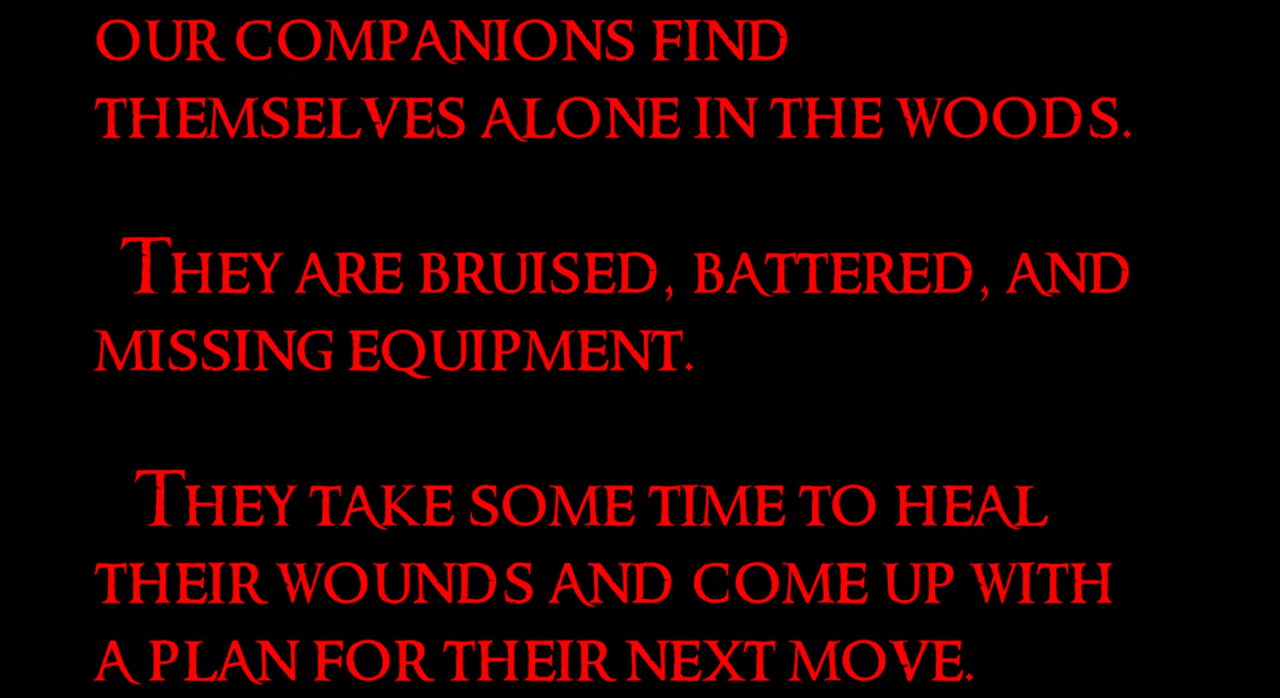 OUR COMPANIONS FIND
THEMSELVES ALONE IN THE WOODS.
THEY ARE BRUISED, BATTERED, AND
MISSING EQUIPMENT.
THEY TAKE SOME TIME TO HEAL
THEIR WOUNDS AND COME UP WITH
A PLAN FOR THEIR NEXT MOVE.